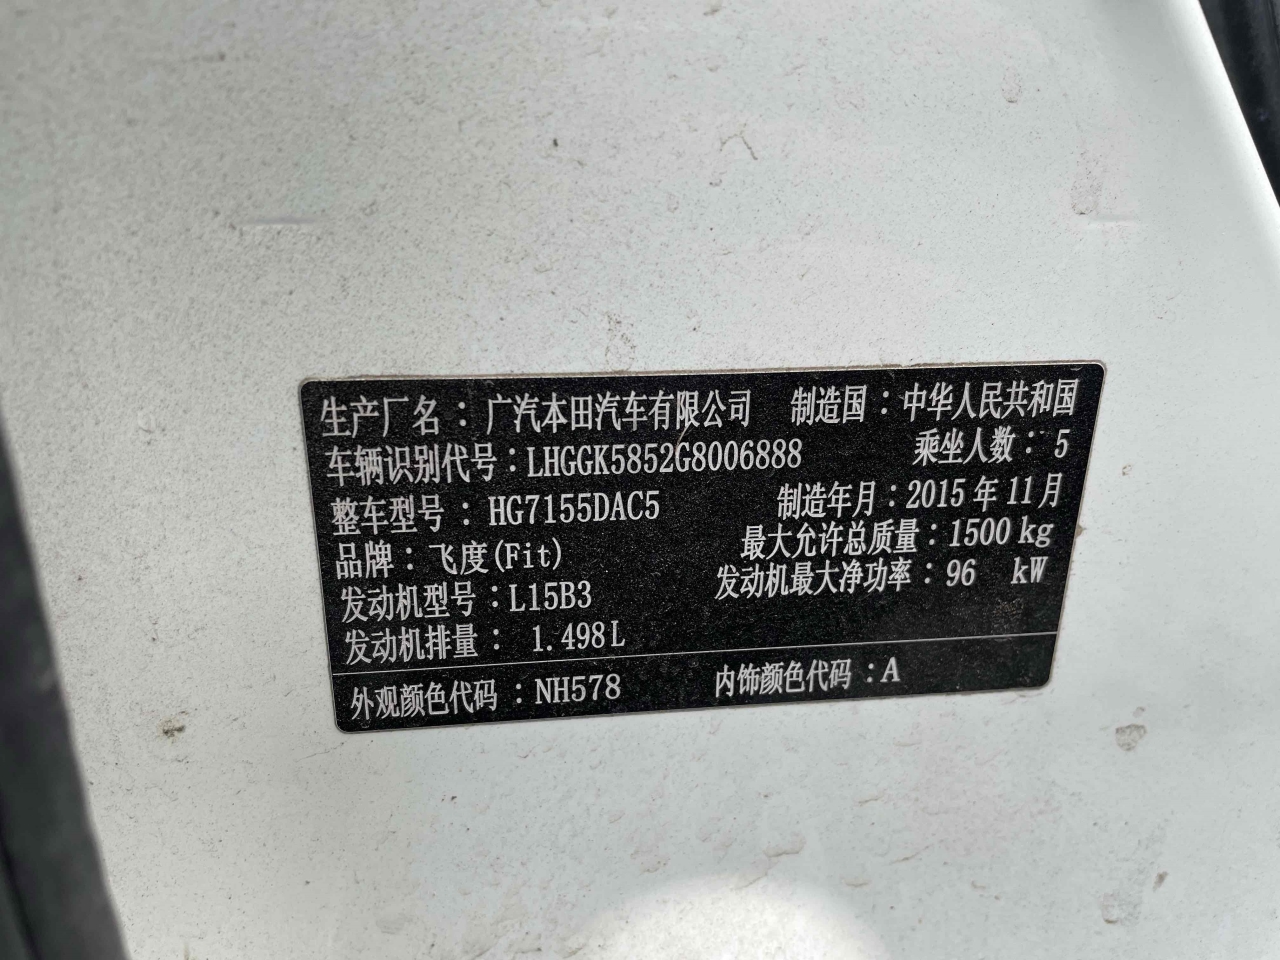 生产厂名：广汽本田汽车有限公司 制造国：中华人民共和国
车辆识别代号：LHGGK5852G8006888 乘坐人数：5
整车型号：HG7155DAC5 制造年月：2015年11月
品牌：飞度(Fit) 最大允许总质量：1500kg
发动机型号：L15B3 发动机最大净功率：96 kW
发动机排量：1.498L
外观颜色代码：NH578 内饰颜色代码：A